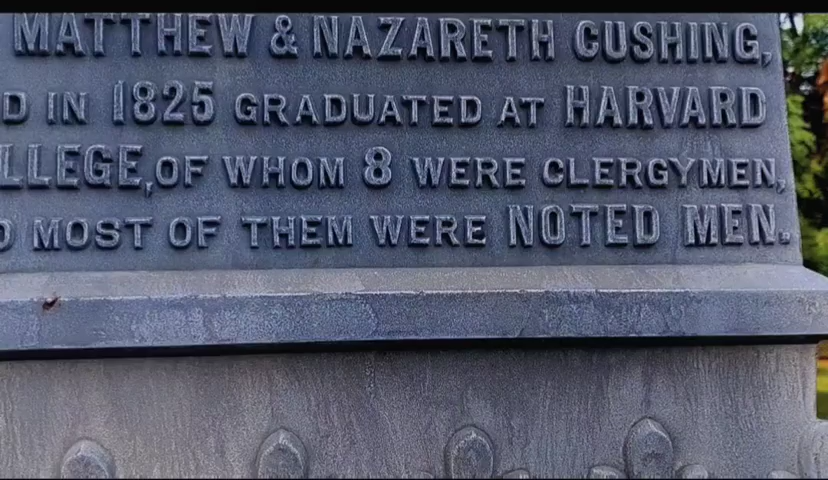 MATTHEW & NAZARETH CUSHING,
D IN 1825 GRADUATED AT HARVARD
LLEGE, OF WHOM 8 WERE CLERGYMEN,
D MOST OF THEM WERE NOTED MEN.